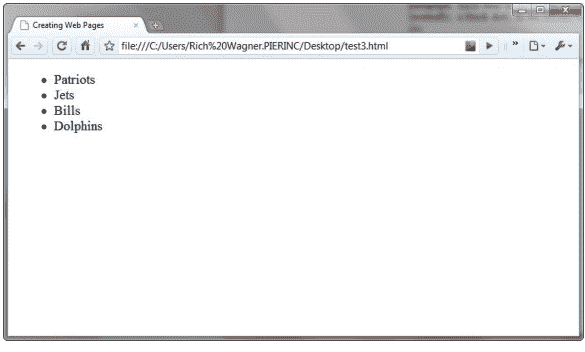 Creating Web Pages
file:///C:/Users/Rich%20Wagner.PIERINC/Desktop/test3.html
Patriots
Jets
Bills
Dolphins